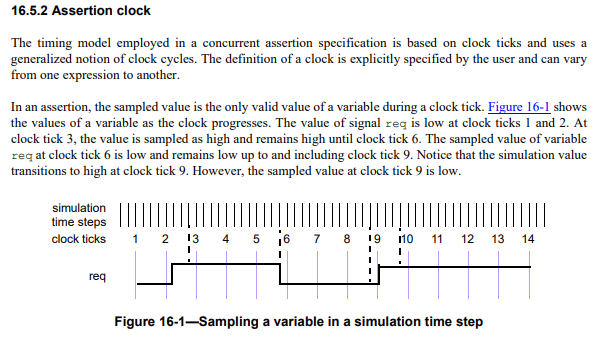 16.5.2 Assertion clock
The timing model employed in a concurrent assertion specification is based on clock ticks and uses a
generalized notion of clock cycles. The definition of a clock is explicitly specified by the user and can vary
from one expression to another.
In an assertion, the sampled value is the only valid value of a variable during a clock tick. Figure 16-1 shows
the values of a variable as the clock progresses. The value of signal req is low at clock ticks 1 and 2. At
clock tick 3, the value is sampled as high and remains high until clock tick 6. The sampled value of variable
req at clock tick 6 is low and remains low up to and including clock tick 9. Notice that the simulation value
transitions to high at clock tick 9. However, the sampled value at clock tick 9 is low.
simulation
time steps
clock ticks 1 2 3 4 5 6 7 8 9 10 11 12 13 14
req
Figure 16-1—Sampling a variable in a simulation time step